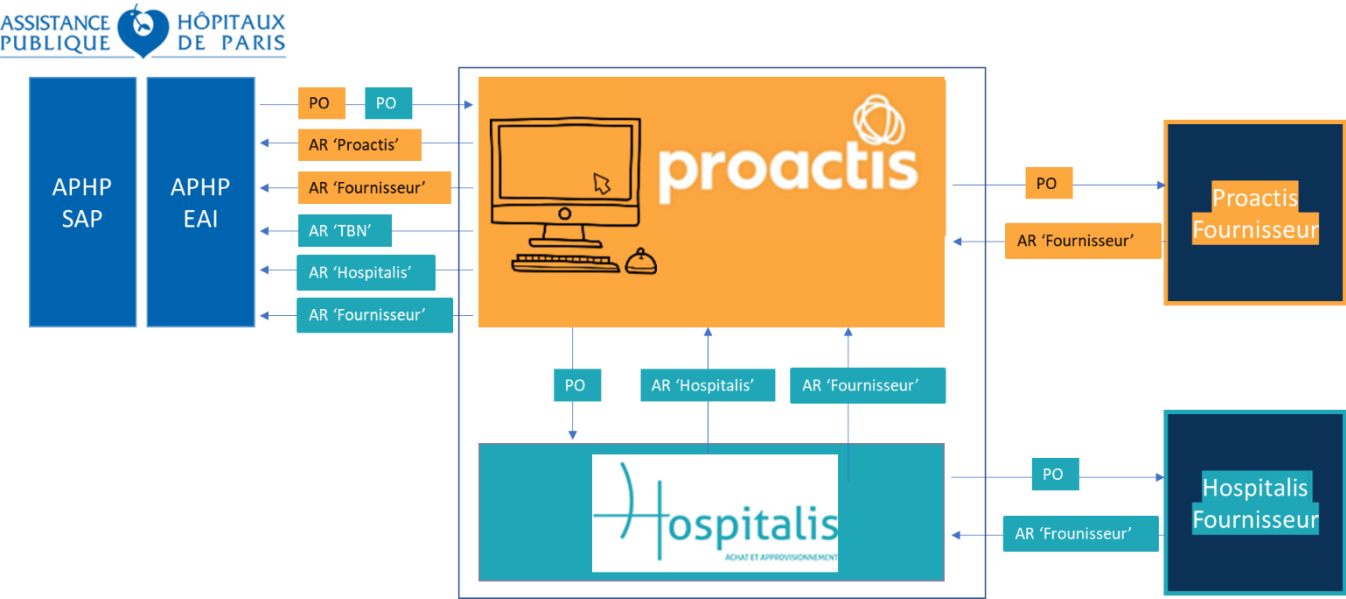 ASSISTANCE HÔPITAUX
PUBLIQUE DE PARIS
APHP
SAP
APHP
EAI
PO PO
AR ‘Proactis’
AR ‘Fournisseur’
AR ‘TBN’
AR ‘Hospitalis’
AR ‘Fournisseur’
proactis
PO
AR ‘Fournisseur’
Proactis
Fournisseur
PO
AR ‘Hospitalis’
AR ‘Fournisseur’
Hospitalis
ACHAT ET APPROVISIONNEMENT
PO
AR ‘Frounisseur’
Hospitalis
Fournisseur